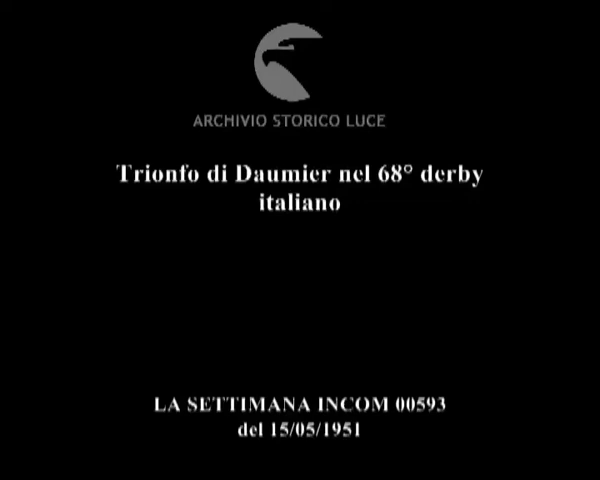 ARCHIVIO STORICO LUCE
Trionfo di Daumier nel 68° derby
italiano
LA SETTIMANA INCOM 00593
del 15/05/1951